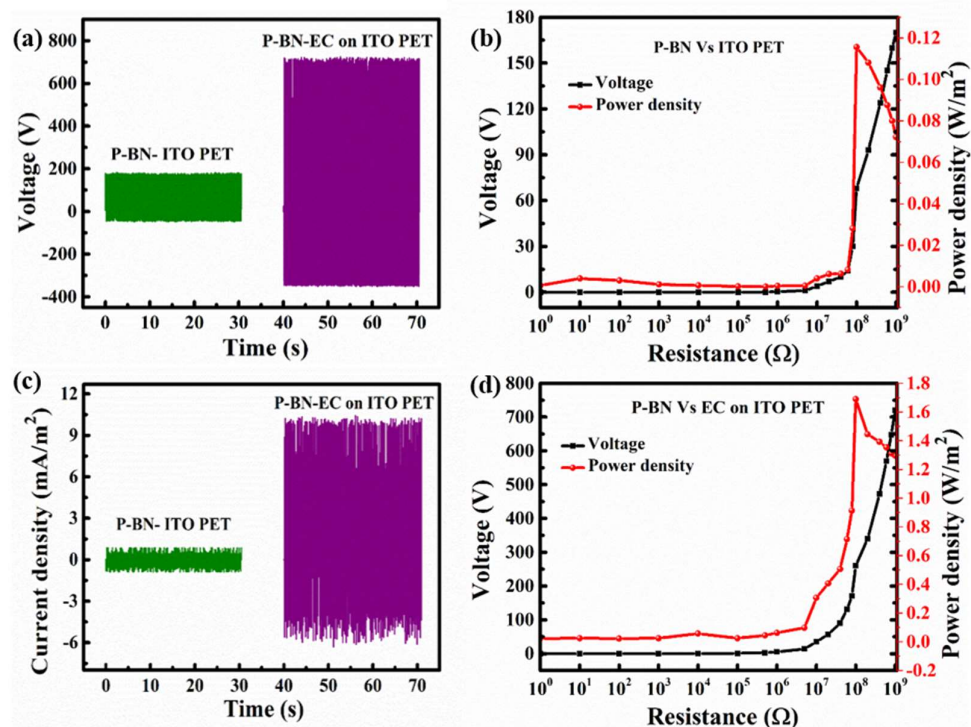 (a)
P-BN-EC on ITO PET
P-BN- ITO PET
Voltage (V)
800
600
400
200
0
-200
-400
0 10 20 30 40 50 60 70
Time (s)
(b)
P-BN Vs ITO PET
Voltage
Power density
Voltage (V)
180
150
120
90
60
30
0
0.12
0.10
0.08
0.06
0.04
0.02
0.00
Power density (W/m²)
10⁰ 10¹ 10² 10³ 10⁴ 10⁵ 10⁶ 10⁷ 10⁸ 10⁹
Resistance (Ω)
(c)
P-BN-EC on ITO PET
P-BN- ITO PET
Current density (mA/m²)
12
9
6
3
0
-3
-6
0 10 20 30 40 50 60 70
Time (s)
(d)
P-BN Vs EC on ITO PET
Voltage
Power density
Voltage (V)
800
700
600
500
400
300
200
100
0
1.8
1.6
1.4
1.2
1.0
0.8
0.6
0.4
0.2
0.0
-0.2
Power density (W/m²)
10⁰ 10¹ 10² 10³ 10⁴ 10⁵ 10⁶ 10⁷ 10⁸ 10⁹
Resistance (Ω)